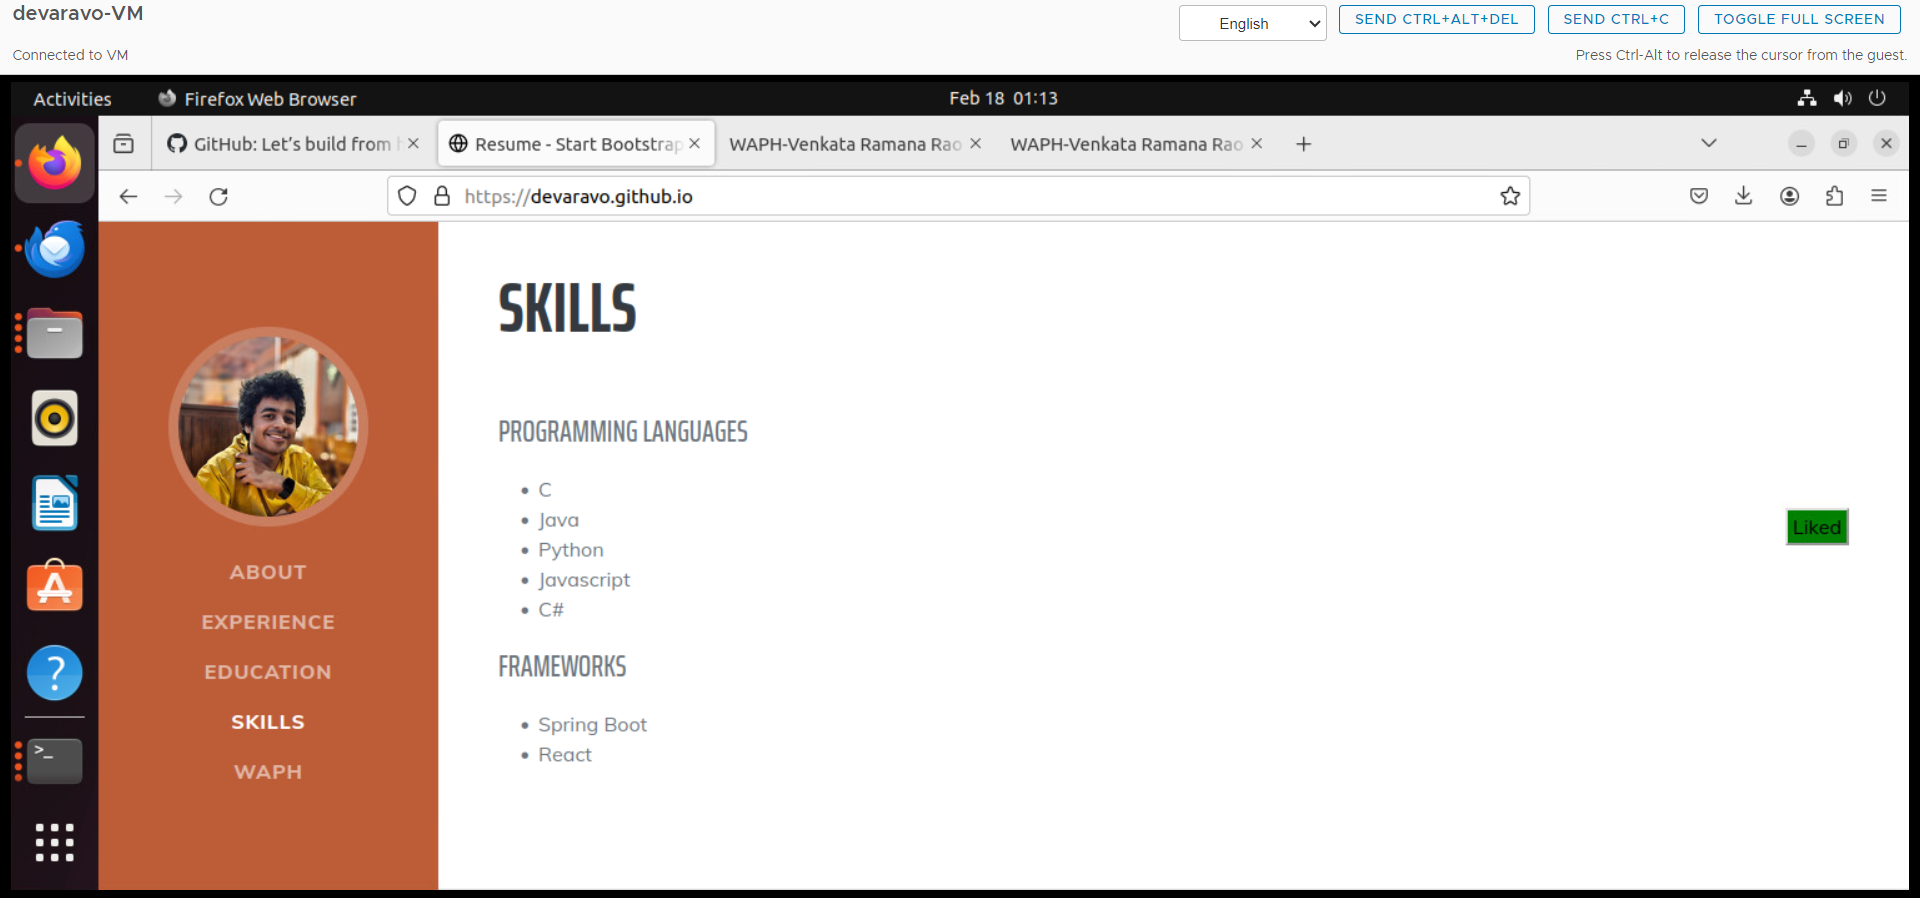 devaravo-VM
English
SEND CTRL+ALT+DEL
SEND CTRL+C
TOGGLE FULL SCREEN
Connected to VM
Press Ctrl-Alt to release the cursor from the guest.
Activities
Firefox Web Browser
Feb 18 01:13
GitHub: Let's build from h
Resume - Start Bootstrap
WAPH-Venkata Ramana Rao
WAPH-Venkata Ramana Rao
https://devaravo.github.io
ABOUT
EXPERIENCE
EDUCATION
SKILLS
WAPH
SKILLS
PROGRAMMING LANGUAGES
• C
• Java
• Python
• Javascript
• C#
Liked
FRAMEWORKS
• Spring Boot
• React